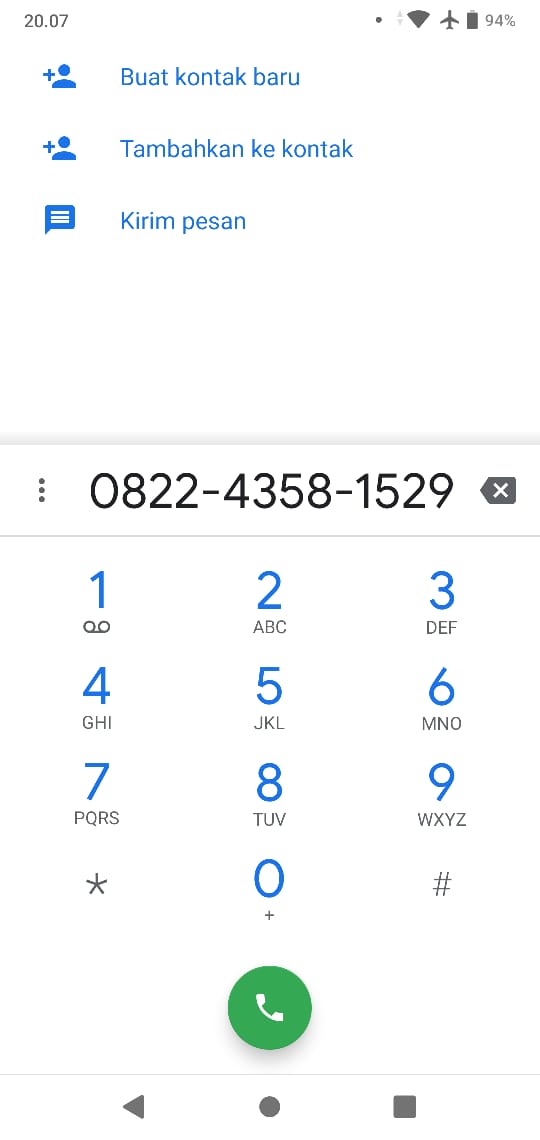 20.07 94%
Buat kontak baru
Tambahkan ke kontak
Kirim pesan
0822-4358-1529
1 2 3
ABC DEF
4 5 6
GHI JKL MNO
7 8 9
PQRS TUV WXYZ
* 0 #
+